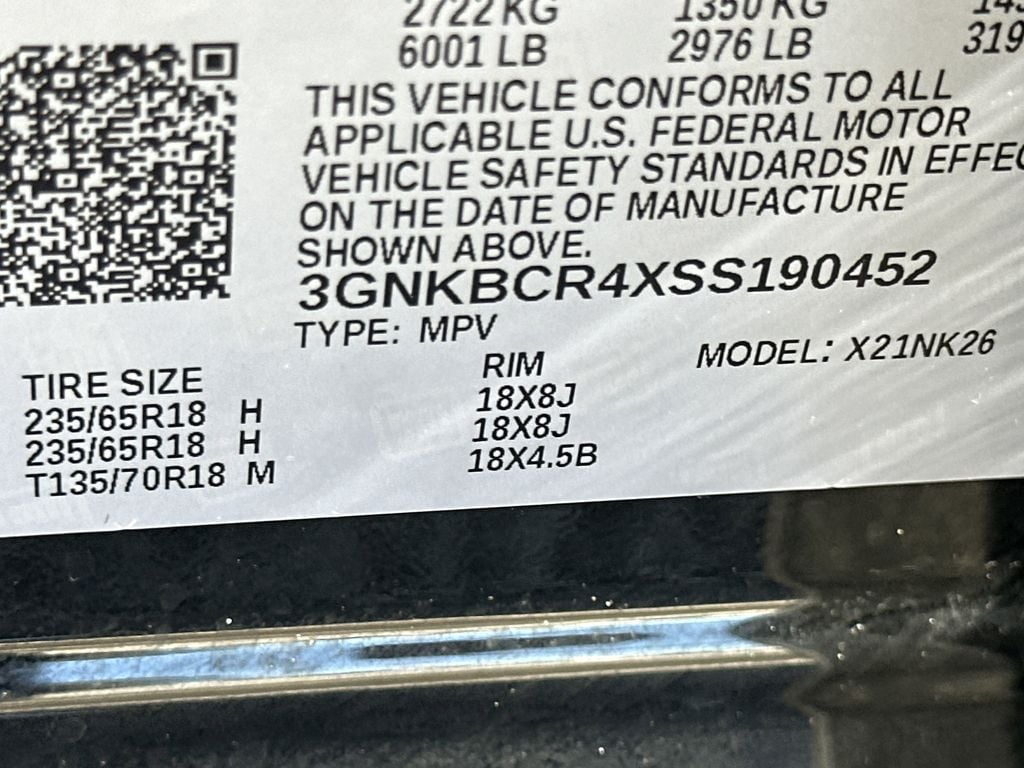 2722 KG 1350 KG
6001 LB 2976 LB 319
THIS VEHICLE CONFORMS TO ALL
APPLICABLE U.S. FEDERAL MOTOR
VEHICLE SAFETY STANDARDS IN EFFEC
ON THE DATE OF MANUFACTURE
SHOWN ABOVE.
3GNKBCR4XSS190452
TYPE: MPV
MODEL: X21NK26
TIRE SIZE RIM
235/65R18 H 18X8J
235/65R18 H 18X8J
T135/70R18 M 18X4.5B